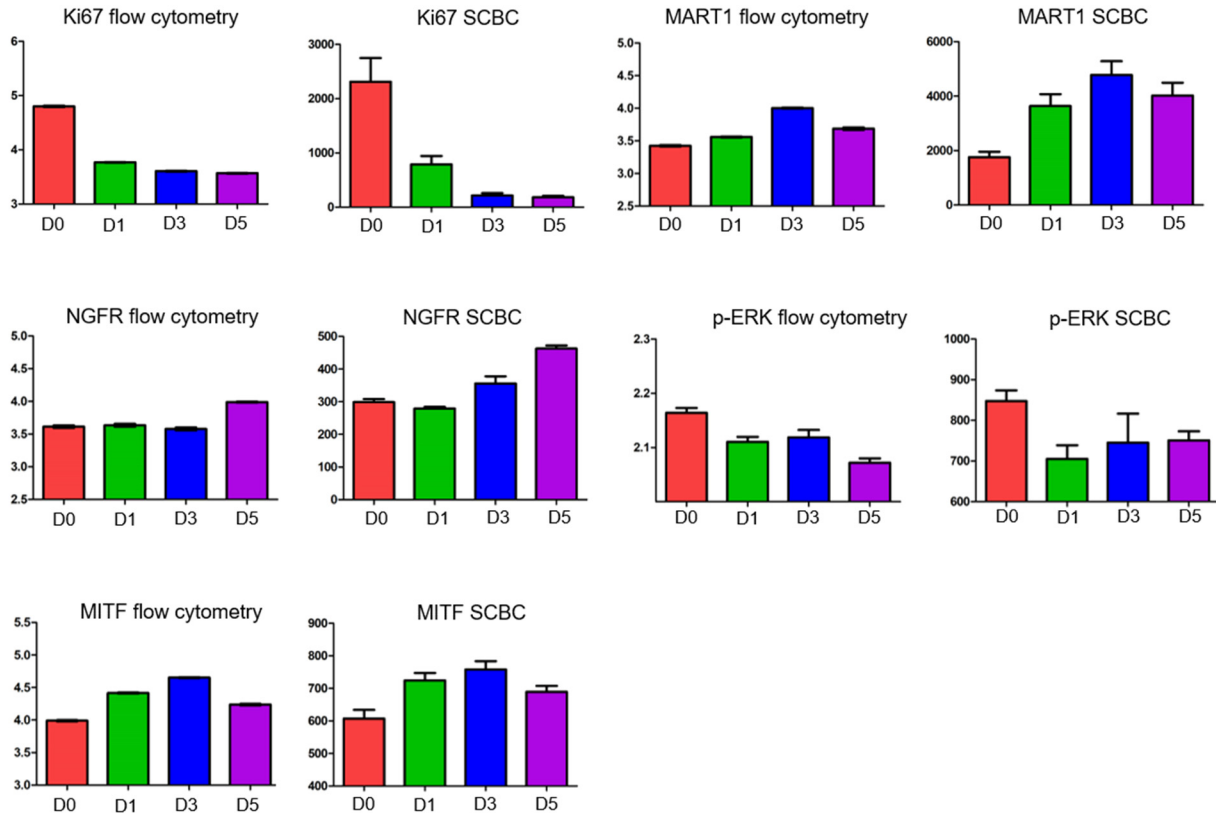 Ki67 flow cytometry
6
5
4
3
D0 D1 D3 D5
Ki67 SCBC
3000
2000
1000
0
D0 D1 D3 D5
MART1 flow cytometry
5.0
4.5
4.0
3.5
3.0
2.5
D0 D1 D3 D5
MART1 SCBC
6000
4000
2000
0
D0 D1 D3 D5
NGFR flow cytometry
5.0
4.5
4.0
3.5
3.0
2.5
D0 D1 D3 D5
NGFR SCBC
500
400
300
200
100
0
D0 D1 D3 D5
p-ERK flow cytometry
2.3
2.2
2.1
D0 D1 D3 D5
p-ERK SCBC
1000
900
800
700
600
D0 D1 D3 D5
MITF flow cytometry
5.5
5.0
4.5
4.0
3.5
3.0
D0 D1 D3 D5
MITF SCBC
900
800
700
600
500
400
D0 D1 D3 D5